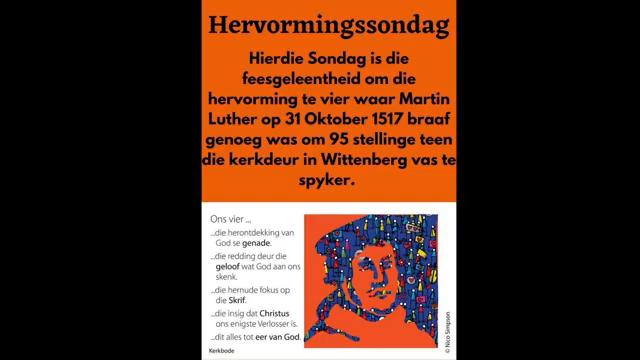 Hervormingssondag
Hierdie Sondag is die
feesgeleentheid om die
hervorming te vier waar Martin
Luther op 31 Oktober 1517 braaf
genoeg was om 95 stellinge teen
die kerkdeur in Wittenberg vas te
spyker.
Ons vier ...
...die herontdekking van
God se genade.
...die redding deur die
geloof wat God aan ons
skenk.
...die hernude fokus op
die Skrif.
...die insig dat Christus
ons enigste Verlosser is.
...dit alles tot eer van God.
Kerkbode
© Nico Simpson